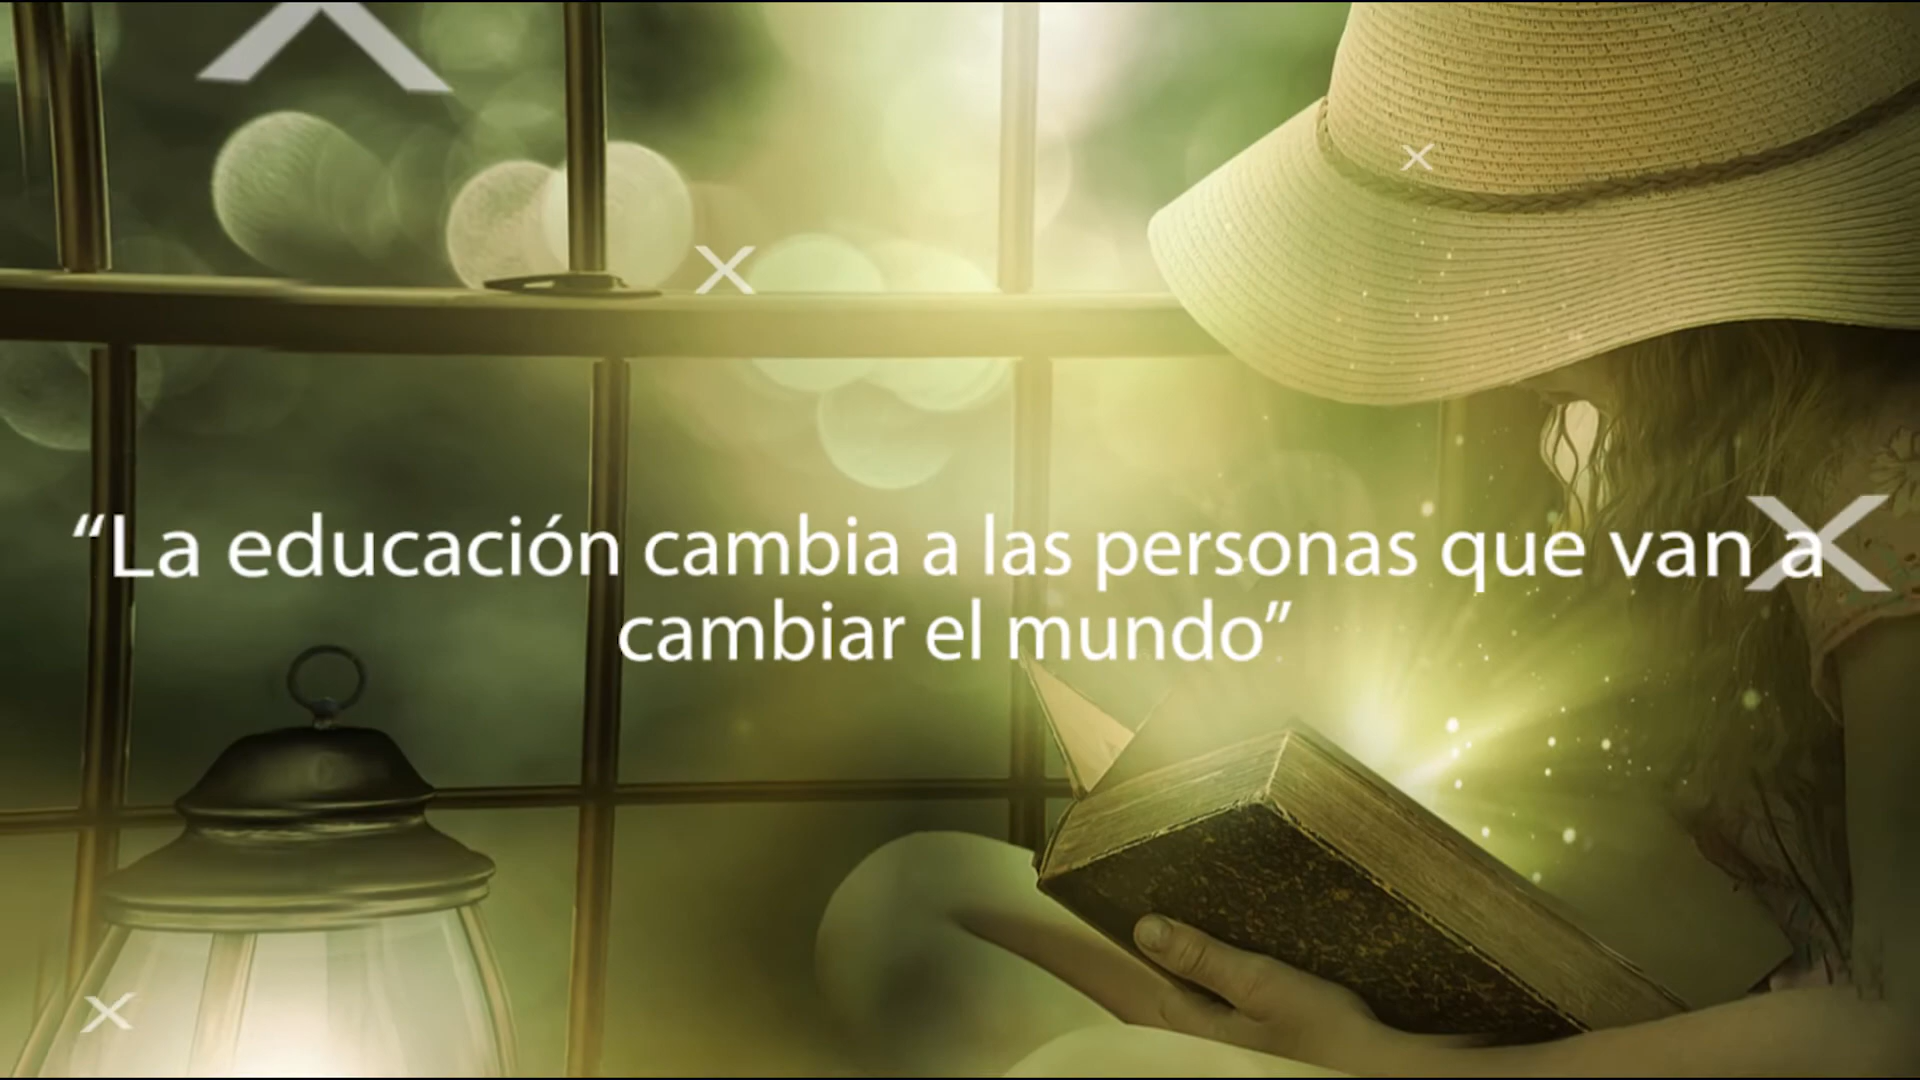 “La educación cambia a las personas que van a
cambiar el mundo”